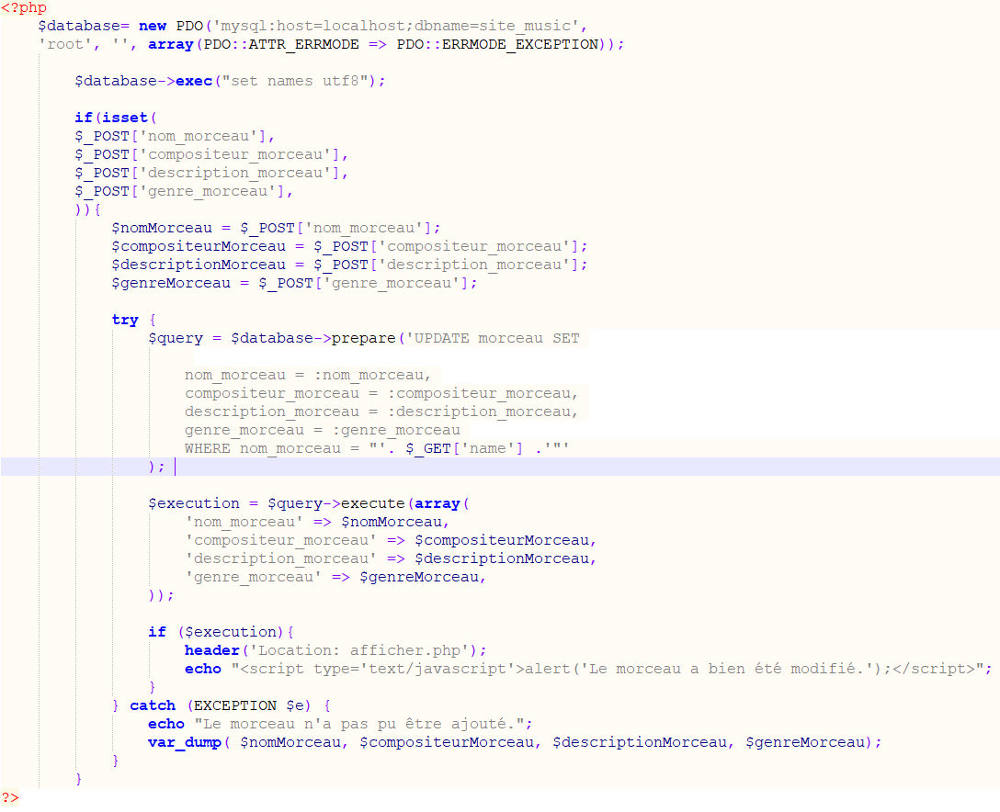 <?php
$database= new PDO('mysql:host=localhost;dbname=site_music',
'root', '', array(PDO::ATTR_ERRMODE => PDO::ERRMODE_EXCEPTION));
$database->exec("set names utf8");
if(isset(
$_POST['nom_morceau'],
$_POST['compositeur_morceau'],
$_POST['description_morceau'],
$_POST['genre_morceau'],
)){
$nomMorceau = $_POST['nom_morceau'];
$compositeurMorceau = $_POST['compositeur_morceau'];
$descriptionMorceau = $_POST['description_morceau'];
$genreMorceau = $_POST['genre_morceau'];
try {
$query = $database->prepare('UPDATE morceau SET
nom_morceau = :nom_morceau,
compositeur_morceau = :compositeur_morceau,
description_morceau = :description_morceau,
genre_morceau = :genre_morceau
WHERE nom_morceau = "'. $_GET['name'] .'"'
);
$execution = $query->execute(array(
'nom_morceau' => $nomMorceau,
'compositeur_morceau' => $compositeurMorceau,
'description_morceau' => $descriptionMorceau,
'genre_morceau' => $genreMorceau,
));
if ($execution){
header('Location: afficher.php');
echo "<script type='text/javascript'>alert('Le morceau a bien été modifié.');</script>";
}
} catch (EXCEPTION $e) {
echo "Le morceau n'a pas pu être ajouté.";
var_dump( $nomMorceau, $compositeurMorceau, $descriptionMorceau, $genreMorceau);
}
}
?>